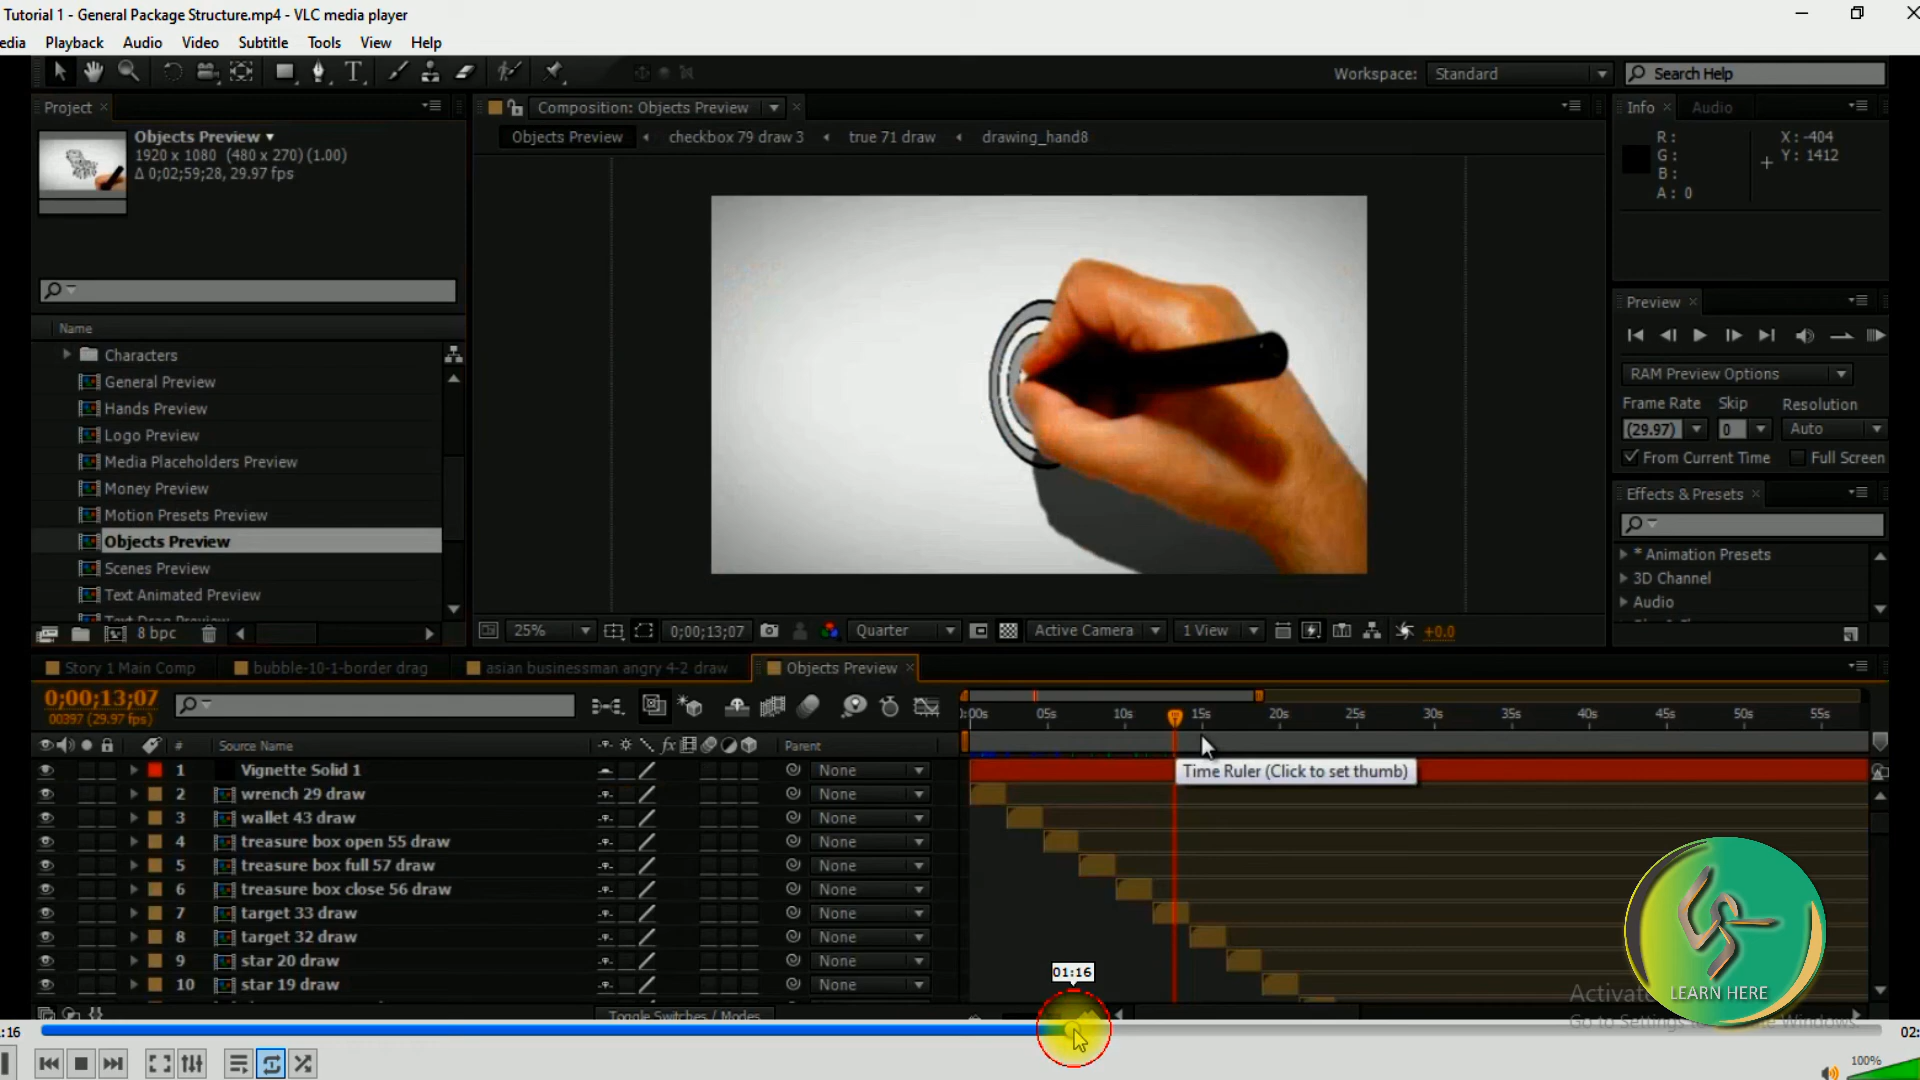 Tutorial 1 - General Package Structure.mp4 - VLC media player
edia Playback Audio Video Subtitle Tools View Help
Workspace: Standard Search Help
Project
Composition: Objects Preview
Info Audio
Objects Preview
1920 x 1080 (480 x 270) (1.00)
Δ 0;02;59;28, 29.97 fps
Objects Preview checkbox 79 draw 3 true 71 draw drawing_hand8
R :
G :
B :
A : 0
X : -404
Y : 1412
Name
Characters
General Preview
Hands Preview
Logo Preview
Media Placeholders Preview
Money Preview
Motion Presets Preview
Objects Preview
Scenes Preview
Text Animated Preview
8 bpc
Preview
RAM Preview Options
Frame Rate Skip Resolution
(29.97) 0 Auto
From Current Time Full Screen
Effects & Presets
* Animation Presets
3D Channel
Audio
25% 0;00;13;07 Quarter Active Camera 1 View +0.0
Story 1 Main Comp bubble-10-1-border drag asian businessman angry 4-2 draw Objects Preview
0;00;13;07
00397 (29.97 fps)
:00s 05s 10s 15s 20s 25s 30s 35s 40s 45s 50s 55s
# Source Name fx Parent
1 Vignette Solid 1 None
Time Ruler (Click to set thumb)
2 wrench 29 draw None
3 wallet 43 draw None
4 treasure box open 55 draw None
5 treasure box full 57 draw None
6 treasure box close 56 draw None
7 target 33 draw None
8 target 32 draw None
9 star 20 draw None
10 star 19 draw None
01:16
LEARN HERE
Toggle Switches / Modes
:16
02:
100%